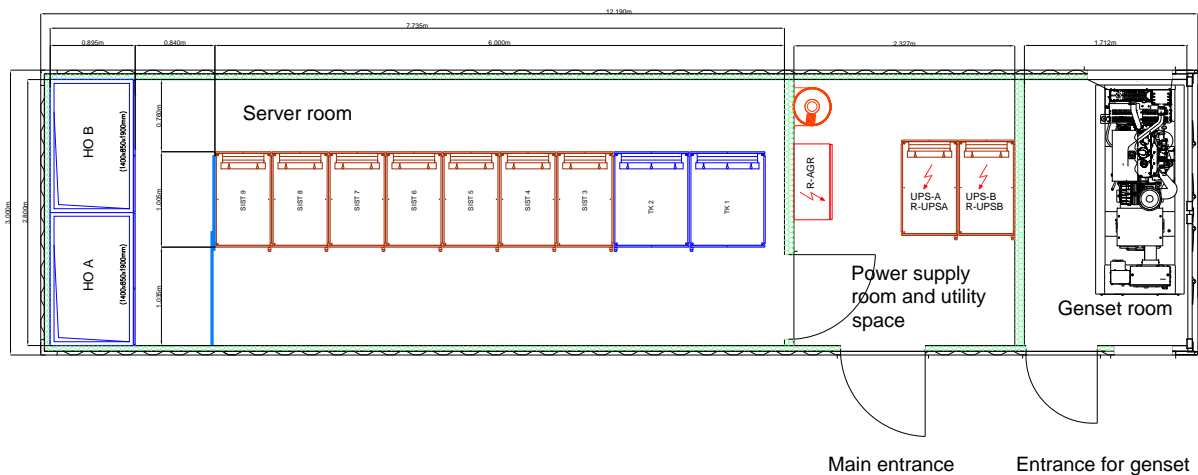 12.190m
7.735m
0.895m
0.840m
6.000m
2.327m
1.712m
3.000m
2.800m
0.760m
1.005m
1.035m
HO B
(1400x850x1900mm)
HO A
(1400x850x1900mm)
Server room
SIST 9
SIST 8
SIST 7
SIST 6
SIST 5
SIST 4
SIST 3
TK 2
TK 1
R-AGR
UPS-A
R-UPSA
UPS-B
R-UPSB
Power supply
room and utility
space
Genset room
Main entrance
Entrance for genset